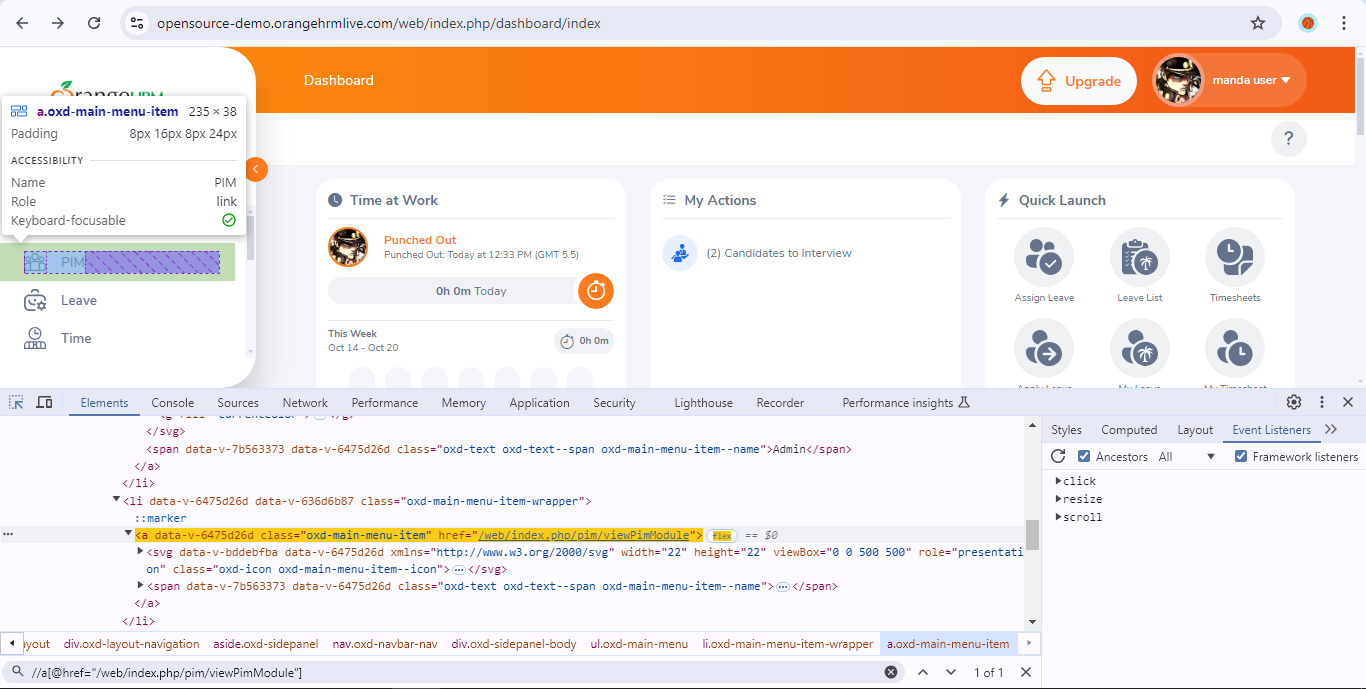 opensource-demo.orangehrmlive.com/web/index.php/dashboard/index
Dashboard
Upgrade
manda user
a.oxd-main-menu-item 235 × 38
Padding 8px 16px 8px 24px
ACCESSIBILITY
Name PIM
Role link
Keyboard-focusable
?
PIM
Leave
Time
Time at Work
Punched Out
Punched Out: Today at 12:33 PM (GMT 5.5)
0h 0m Today
This Week
Oct 14 - Oct 20
0h 0m
My Actions
(2) Candidates to Interview
Quick Launch
Assign Leave
Leave List
Timesheets
Apply Leave
My Leave
My Timesheet
Elements Console Sources Network Performance Memory Application Security Lighthouse Recorder Performance insights
</svg>
<span data-v-7b563373 data-v-6475d26d class="oxd-text oxd-text--span oxd-main-menu-item--name">Admin</span>
</a>
</li>
<li data-v-6475d26d data-v-636d6b87 class="oxd-main-menu-item-wrapper">
::marker
<a data-v-6475d26d class="oxd-main-menu-item" href="/web/index.php/pim/viewPimModule"> flex == $0
<svg data-v-bddebfba data-v-6475d26d xmlns="http://www.w3.org/2000/svg" width="22" height="22" viewBox="0 0 500 500" role="presentati
on" class="oxd-icon oxd-main-menu-item--icon">…</svg>
<span data-v-7b563373 data-v-6475d26d class="oxd-text oxd-text--span oxd-main-menu-item--name">…</span>
</a>
</li>
yout div.oxd-layout-navigation aside.oxd-sidepanel nav.oxd-navbar-nav div.oxd-sidepanel-body ul.oxd-main-menu li.oxd-main-menu-item-wrapper a.oxd-main-menu-item
//a[@href="/web/index.php/pim/viewPimModule"] 1 of 1
Styles Computed Layout Event Listeners
Ancestors All Framework listeners
click
resize
scroll